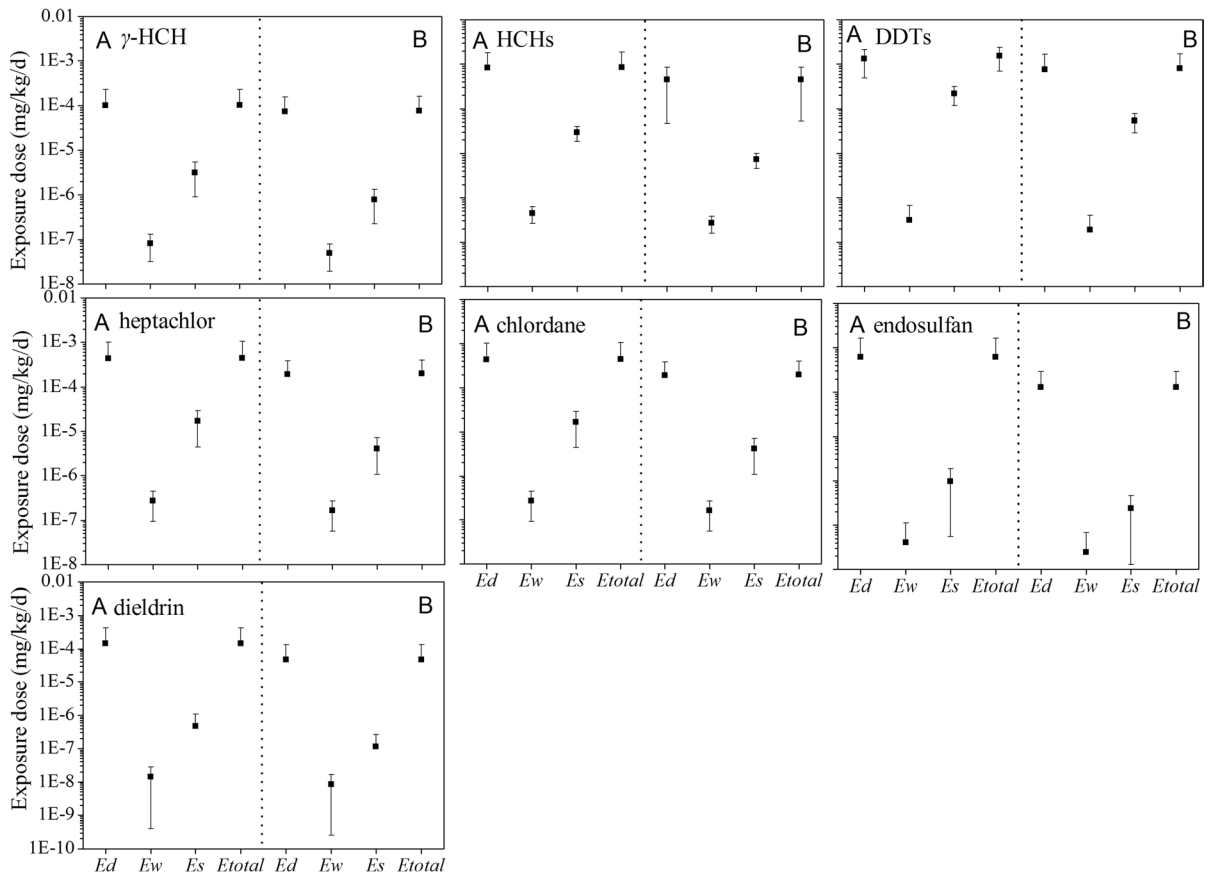 Exposure dose (mg/kg/d)
0.01
1E-3
1E-4
1E-5
1E-6
1E-7
1E-8
A γ-HCH B
A HCHs B
A DDTs B
Exposure dose (mg/kg/d)
0.01
1E-3
1E-4
1E-5
1E-6
1E-7
1E-8
A heptachlor B
A chlordane B
Ed Ew Es Etotal Ed Ew Es Etotal
A endosulfan B
Ed Ew Es Etotal Ed Ew Es Etotal
Exposure dose (mg/kg/d)
0.01
1E-3
1E-4
1E-5
1E-6
1E-7
1E-8
1E-9
1E-10
A dieldrin B
Ed Ew Es Etotal Ed Ew Es Etotal